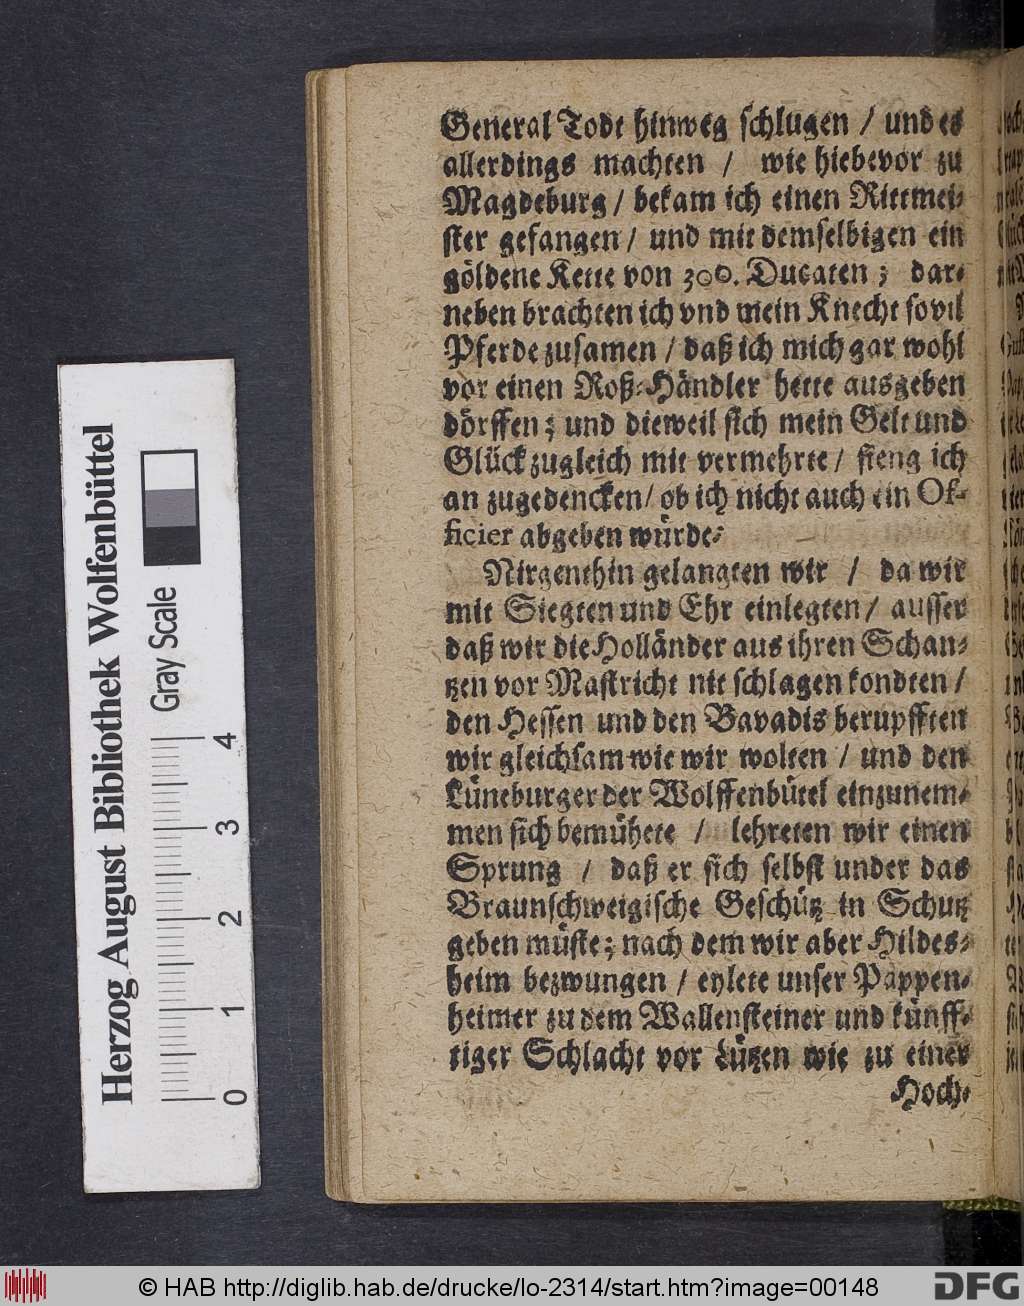 General Tode hinweg schlugen / und es
allerdings machten / wie hiebevor zu
Magdeburg / bekam ich einen Rittmei-
ster gefangen / und mit demselbigen ein
göldene Kette von 300. Ducaten ; dar-
neben brachten ich vnd mein Knecht sovil
Pferde zusamen / daß ich mich gar wohl
vor einen Roß-Händler hette ausgeben
dörffen ; und dieweil sich mein Gelt und
Glück zugleich mit vermehrte / fieng ich
an zugedencken / ob ich nicht auch ein Of-
ficier abgeben würde.
Nirgenthin gelangten wir / da wir
mit Siegten und Ehr einlegten / ausser
daß wir die Holländer aus ihren Schan-
tzen vor Mastricht nit schlagen kondten /
den Hessen und den Bavadis berupfften
wir gleichsam wie wir wolten / und den
Lüneburger der Wolffenbütel einzunem-
men sich bemühete / lehreten wir einen
Sprung / daß er sich selbst under das
Braunschweigische Geschütz in Schutz
geben müste ; nach dem wir aber Hildes-
heim bezwungen / eylete unser Pappen-
heimer zu dem Wallensteiner und künff-
tiger Schlacht vor Lützen wie zu einer
Hoch-
Herzog August Bibliothek Wolfenbüttel
Gray Scale
0 1 2 3 4
© HAB http://diglib.hab.de/drucke/lo-2314/start.htm?image=00148
DFG